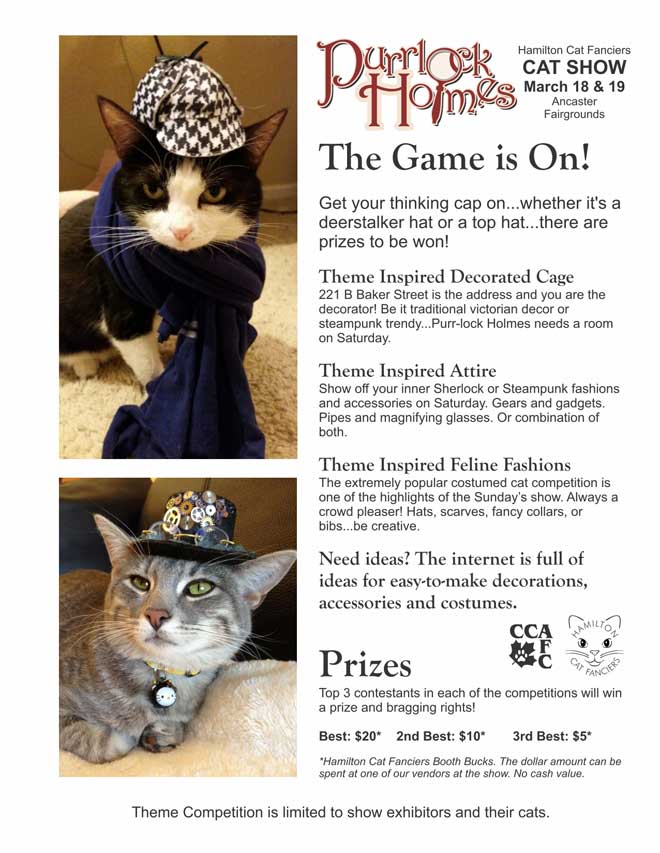 Purrlock
Holmes
Hamilton Cat Fanciers
CAT SHOW
March 18 & 19
Ancaster
Fairgrounds
The Game is On!
Get your thinking cap on...whether it's a
deerstalker hat or a top hat...there are
prizes to be won!
Theme Inspired Decorated Cage
221 B Baker Street is the address and you are the
decorator! Be it traditional victorian decor or
steampunk trendy...Purr-lock Holmes needs a room
on Saturday.
Theme Inspired Attire
Show off your inner Sherlock or Steampunk fashions
and accessories on Saturday. Gears and gadgets.
Pipes and magnifying glasses. Or combination of
both.
Theme Inspired Feline Fashions
The extremely popular costumed cat competition is
one of the highlights of the Sunday's show. Always a
crowd pleaser! Hats, scarves, fancy collars, or
bibs...be creative.
Need ideas? The internet is full of
ideas for easy-to-make decorations,
accessories and costumes.
CCA
F
C
HAMILTON
CAT FANCIERS
Prizes
Top 3 contestants in each of the competitions will win
a prize and bragging rights!
Best: $20* 2nd Best: $10* 3rd Best: $5*
*Hamilton Cat Fanciers Booth Bucks. The dollar amount can be
spent at one of our vendors at the show. No cash value.
Theme Competition is limited to show exhibitors and their cats.